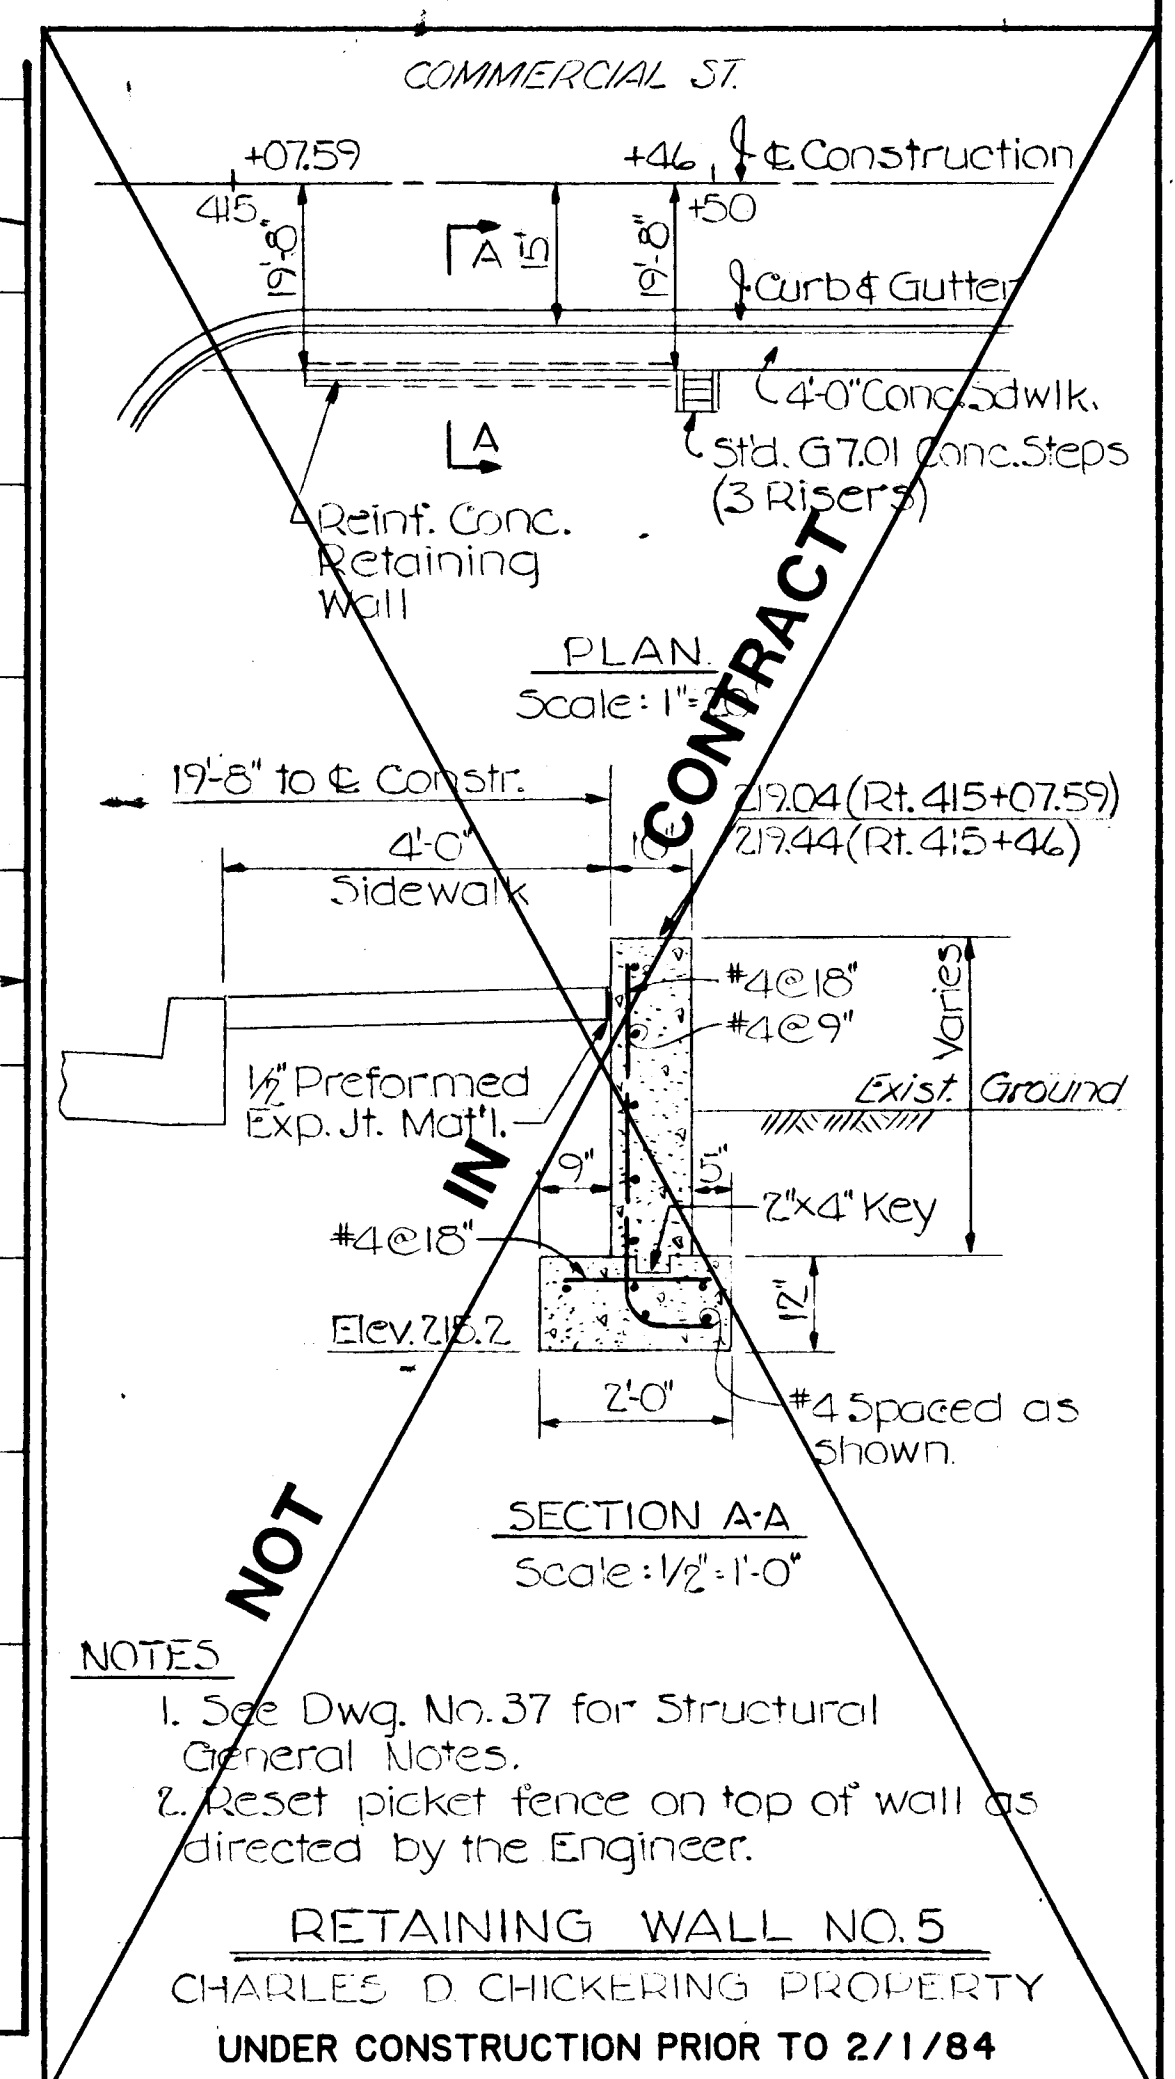 COMMERCIAL ST.
+07.59
+46
℄ Construction
415
+50
19'-8"
A
15'
19'-8"
Curb & Gutter
4'-0" Conc. Sdwlk.
A
Std. G7.01 Conc. Steps
(3 Risers)
Reinf. Conc.
Retaining
Wall
PLAN
Scale: 1"=20'
19'-8" to ℄ Constr.
219.04 (Rt. 415+07.59)
4'-0"
10"
219.44 (Rt. 415+46)
Sidewalk
#4@18"
#4@9"
Varies
1/2" Preformed
Exp. Jt. Mat'l.
Exist. Ground
9"
5"
2"x4" Key
#4@18"
12"
Elev. 215.2
2'-0"
#4 Spaced as
shown.
SECTION A-A
Scale: 1/2"=1'-0"
NOT IN CONTRACT
NOTES
1. See Dwg. No. 37 for Structural
General Notes.
2. Reset picket fence on top of wall as
directed by the Engineer.
RETAINING WALL NO. 5
CHARLES D. CHICKERING PROPERTY
UNDER CONSTRUCTION PRIOR TO 2/1/84